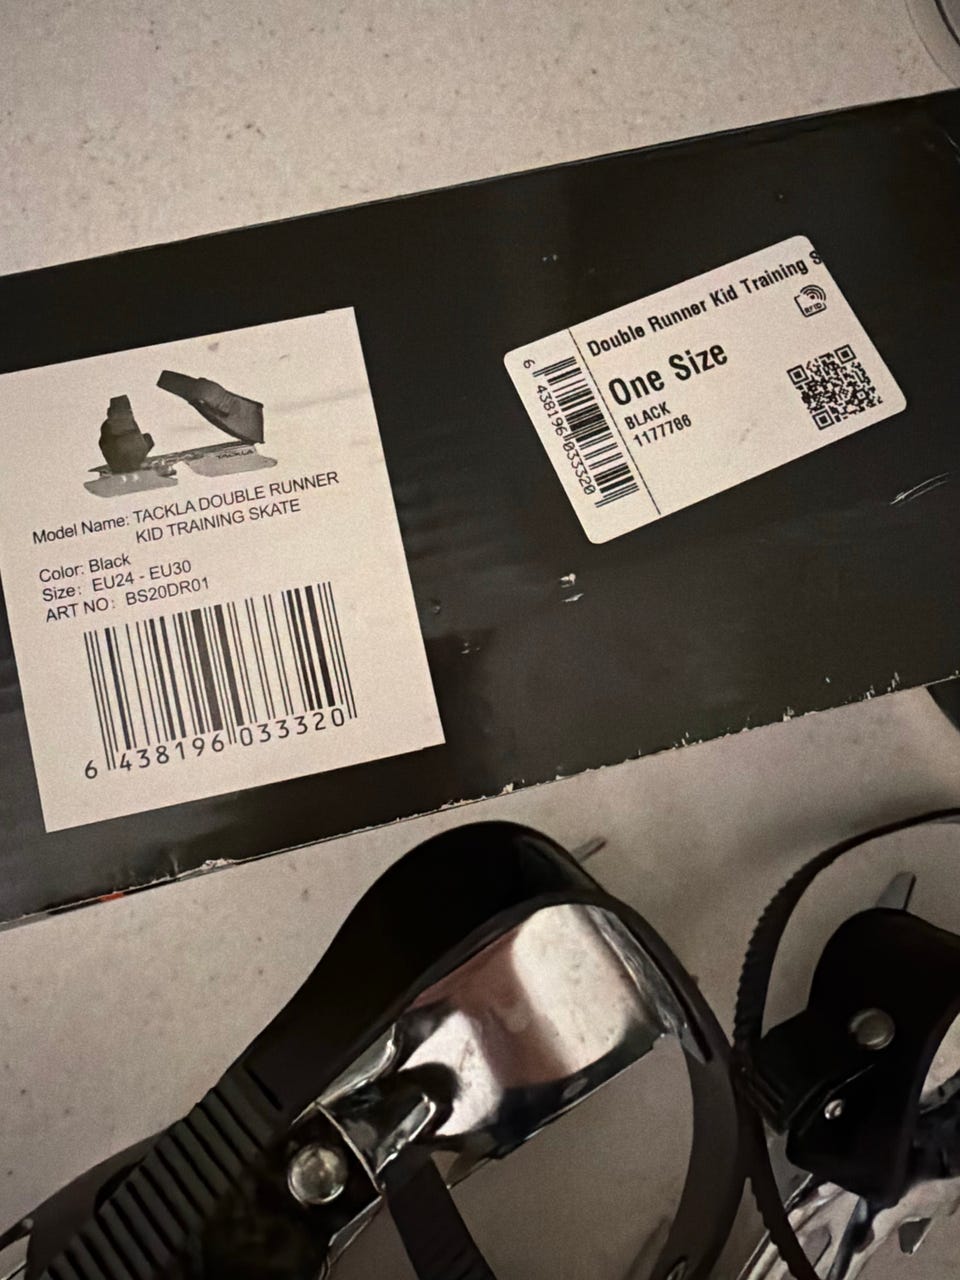 TACKLA
Model Name: TACKLA DOUBLE RUNNER
KID TRAINING SKATE
Color: Black
Size: EU24 - EU30
ART NO: BS20DR01
6 438196 033320
Double Runner Kid Training S
RFID
One Size
BLACK
1177786
6 438196 033320